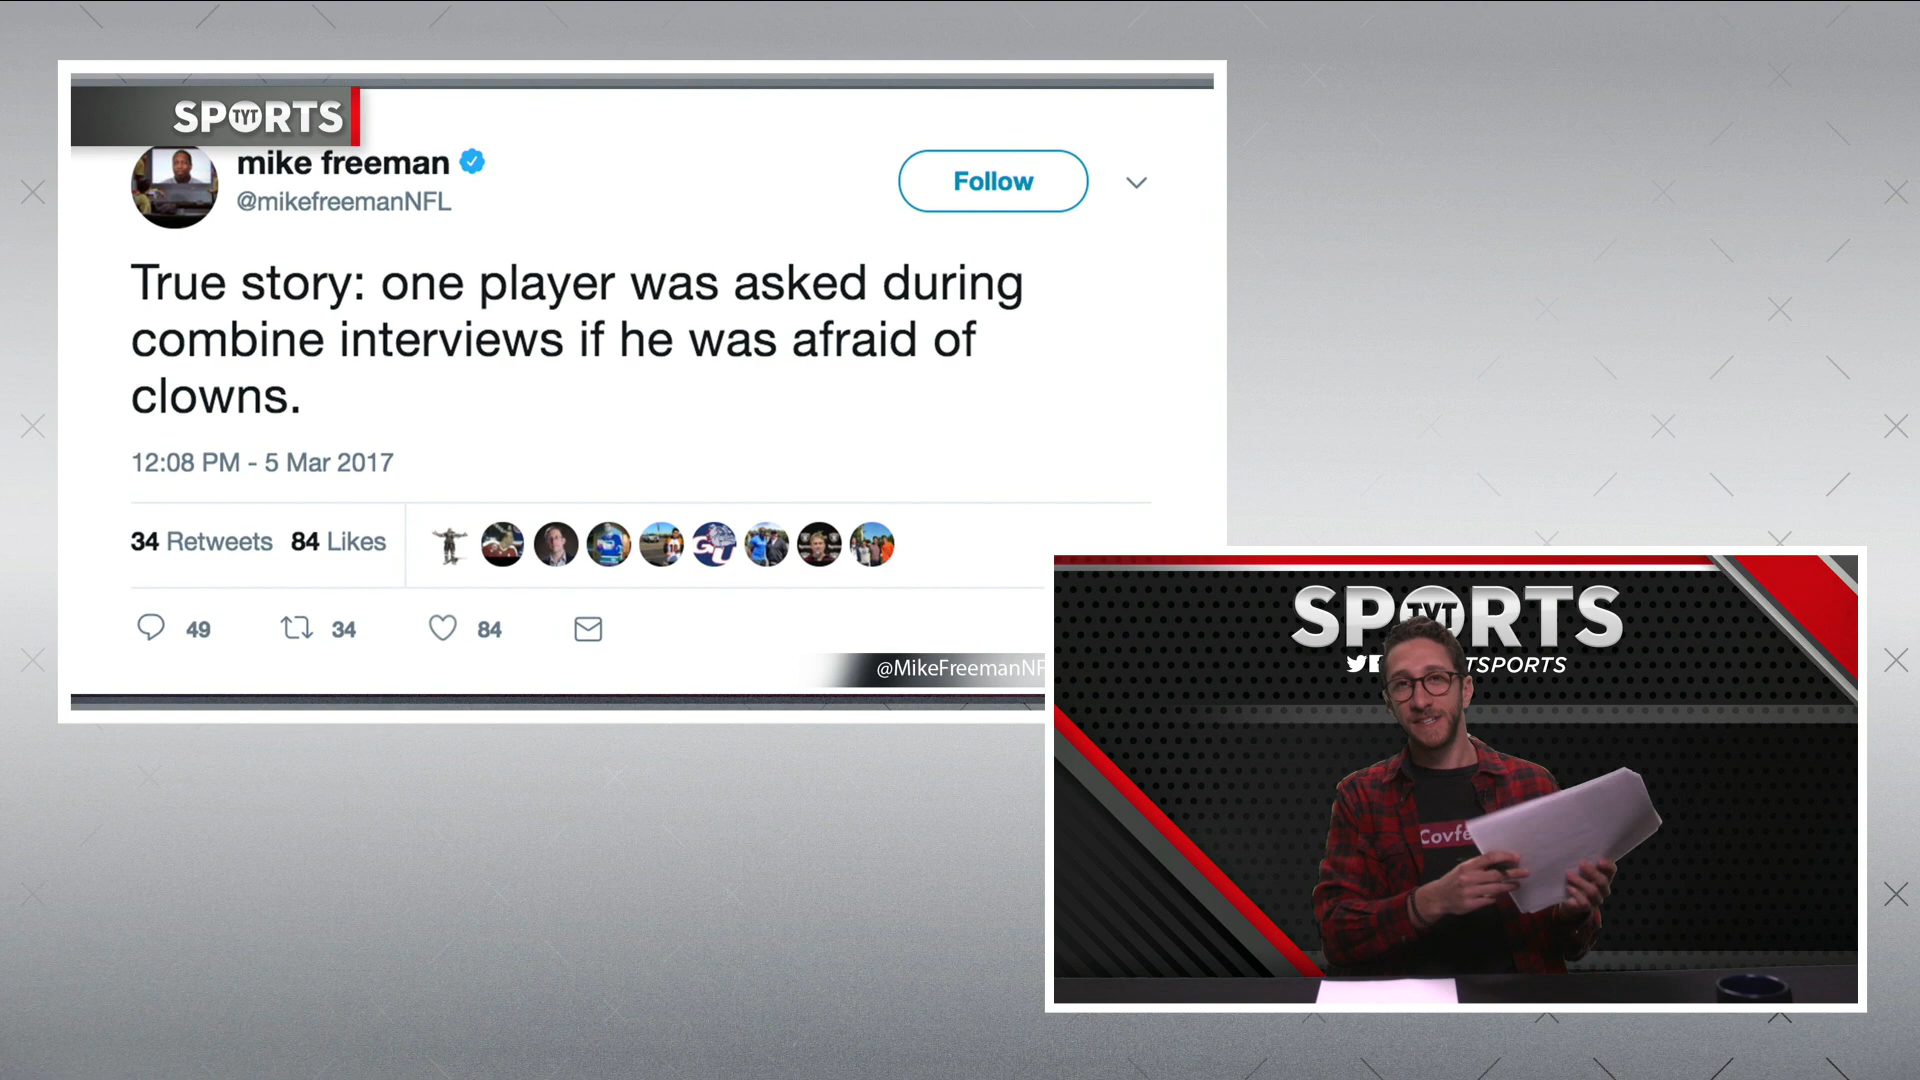 SPORTS
TYT
mike freeman
@mikefreemanNFL
Follow
True story: one player was asked during
combine interviews if he was afraid of
clowns.
12:08 PM - 5 Mar 2017
34 Retweets 84 Likes
GU
49 34 84
@MikeFreemanNF
SPORTS
TYT
TSPORTS
Covfe